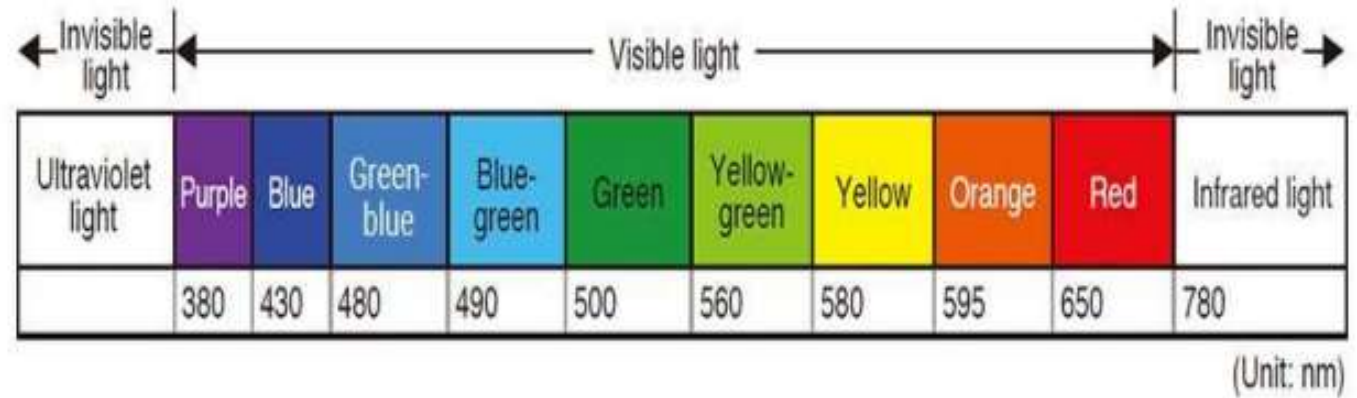 Invisible light
Visible light
Invisible light
Ultraviolet light
Purple
Blue
Green-blue
Blue-green
Green
Yellow-green
Yellow
Orange
Red
Infrared light
380 430 480 490 500 560 580 595 650 780
(Unit: nm)